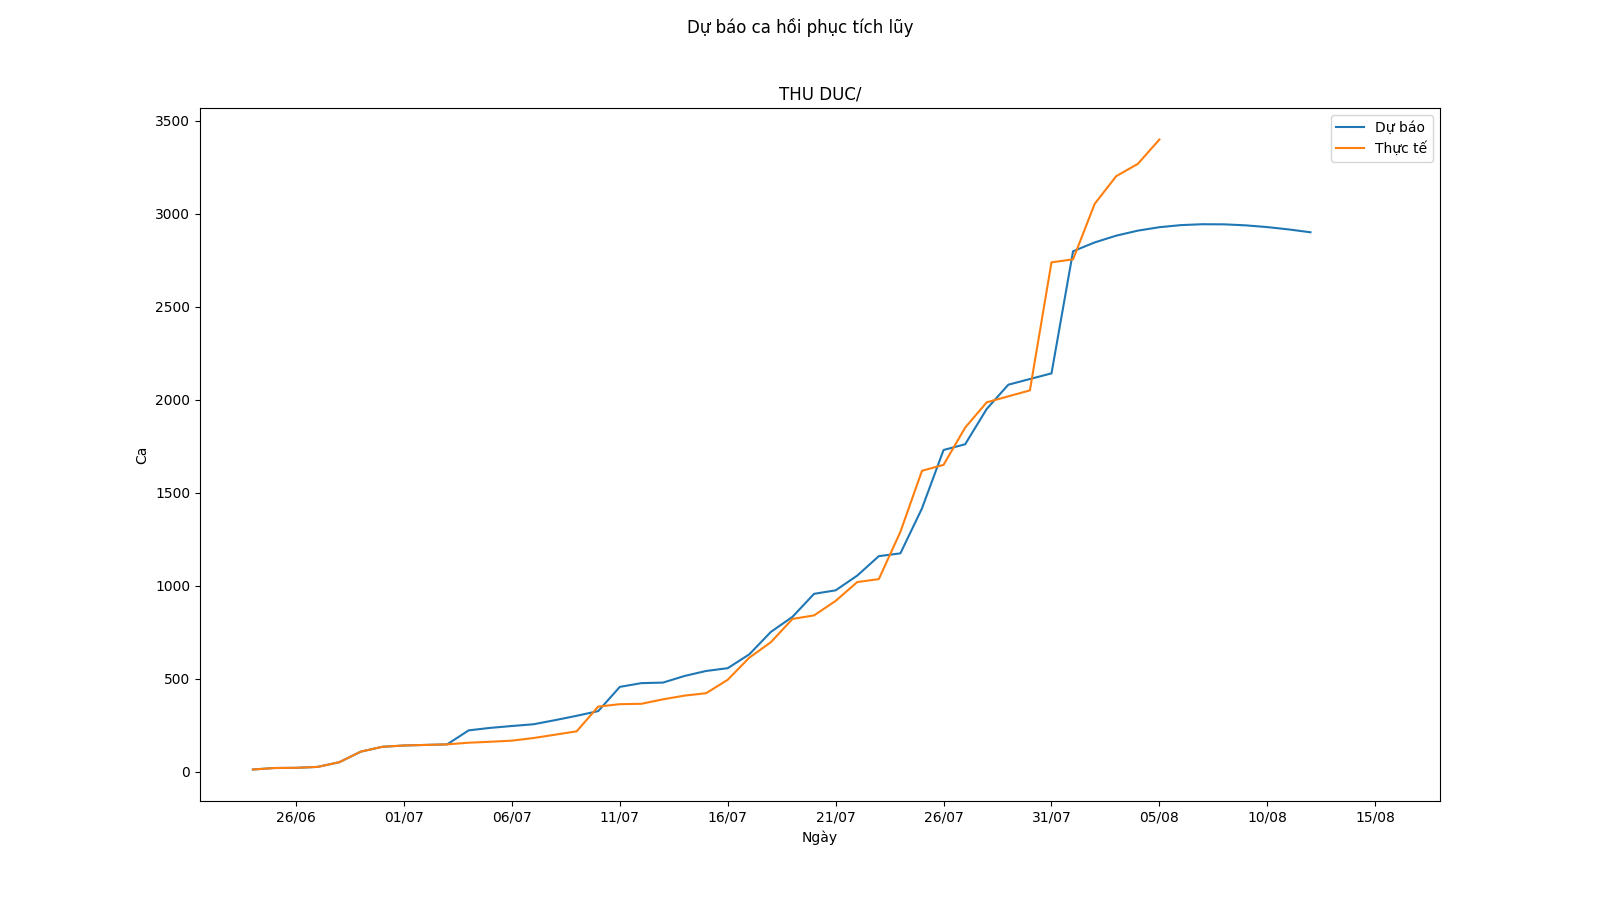 Dự báo ca hồi phục tích lũy
THU DUC/
Dự báo
Thực tế
3500
3000
2500
2000
1500
1000
500
0
Ca
26/06 01/07 06/07 11/07 16/07 21/07 26/07 31/07 05/08 10/08 15/08
Ngày